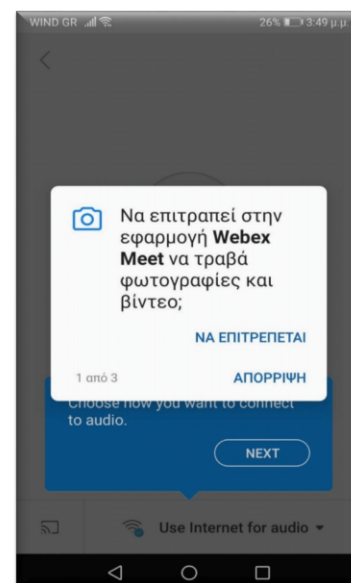 WIND GR 26% 3:49 μ.μ.
Να επιτραπεί στην
εφαρμογή Webex
Meet να τραβά
φωτογραφίες και
βίντεο;
ΝΑ ΕΠΙΤΡΕΠΕΤΑΙ
1 από 3 ΑΠΟΡΡΙΨΗ
Choose how you want to connect
to audio.
NEXT
Use Internet for audio